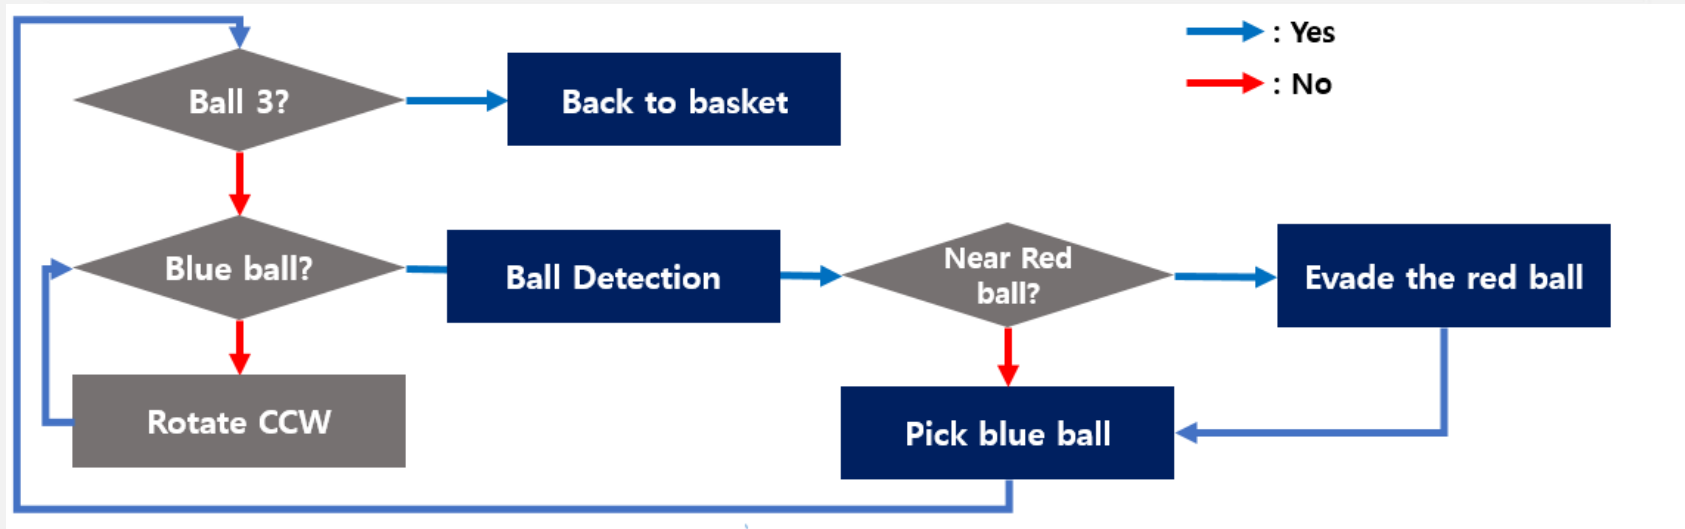 : Yes
: No
Ball 3?
Back to basket
Blue ball?
Ball Detection
Near Red
ball?
Evade the red ball
Rotate CCW
Pick blue ball